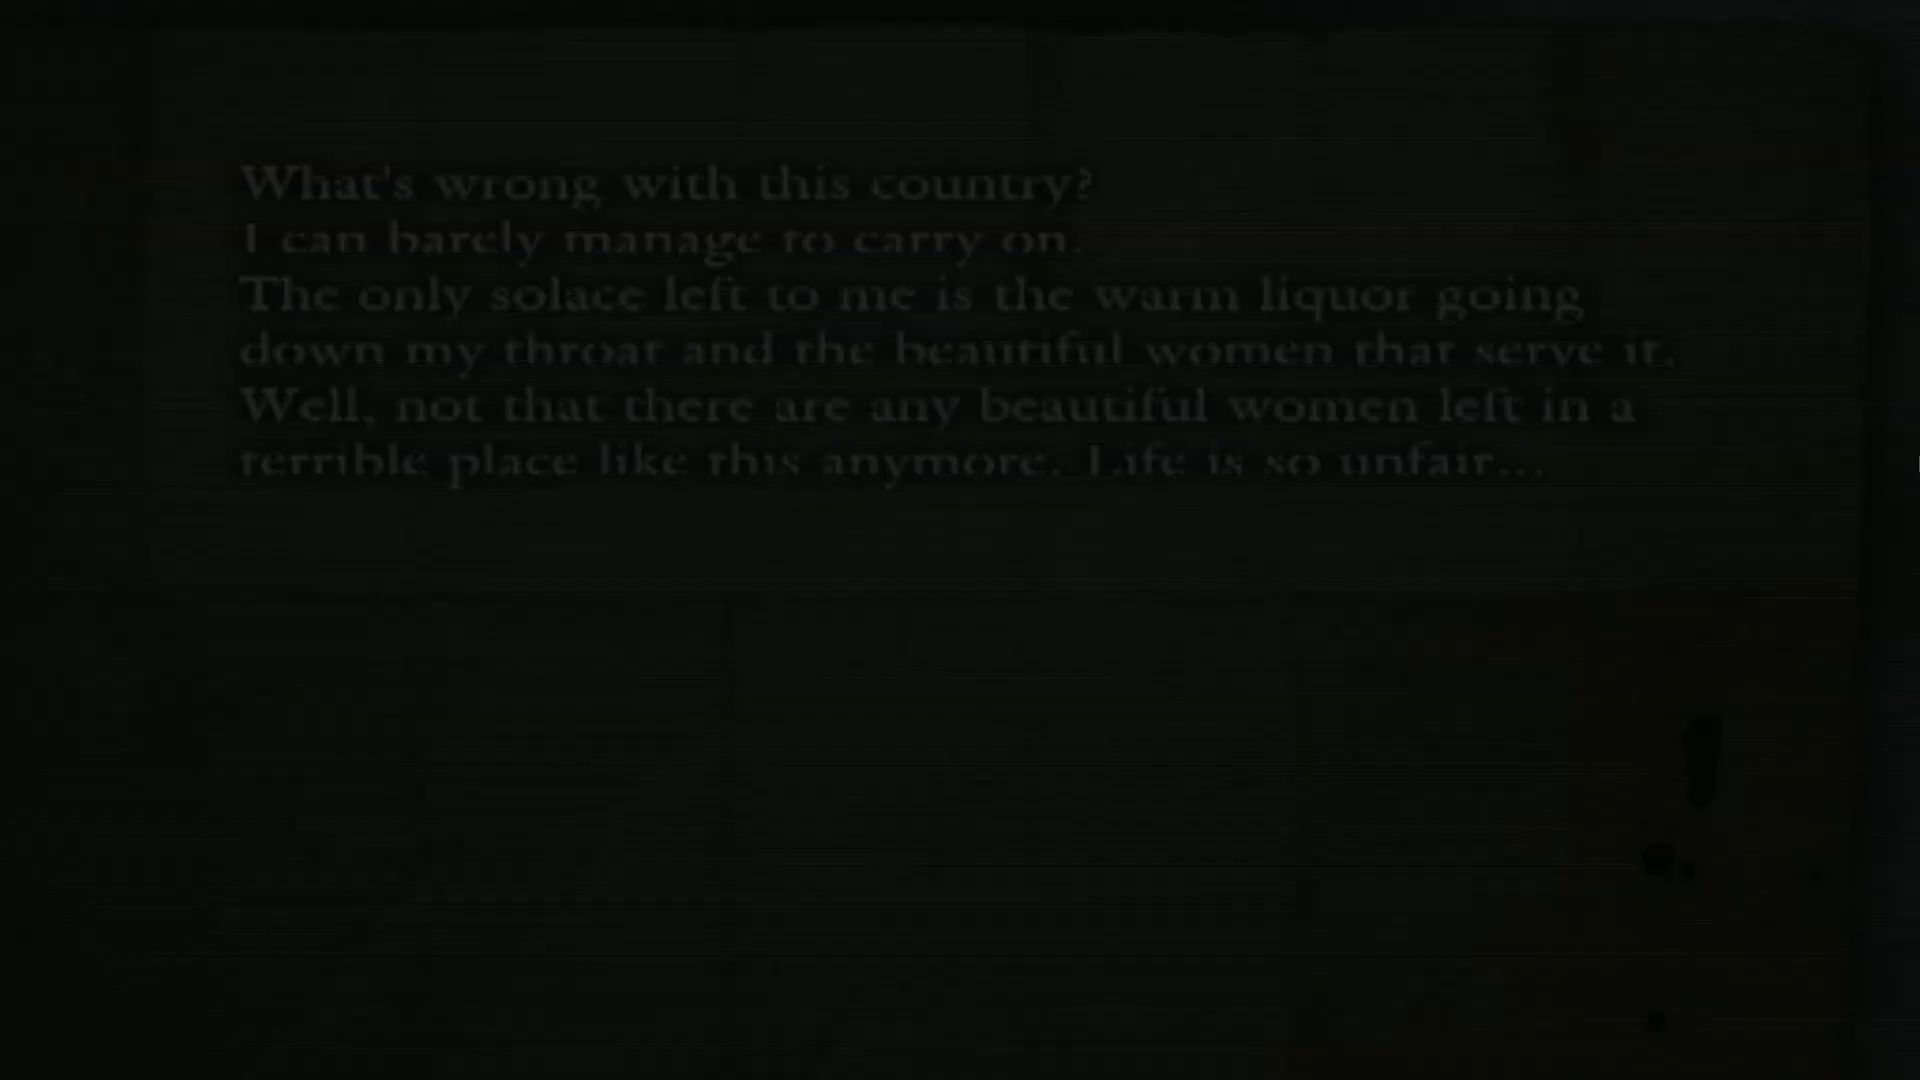 What's wrong with this country?
I can barely manage to carry on.
The only solace left to me is the warm liquor going
down my throat and the beautiful women that serve it.
Well, not that there are any beautiful women left in a
terrible place like this anymore. Life is so unfair...